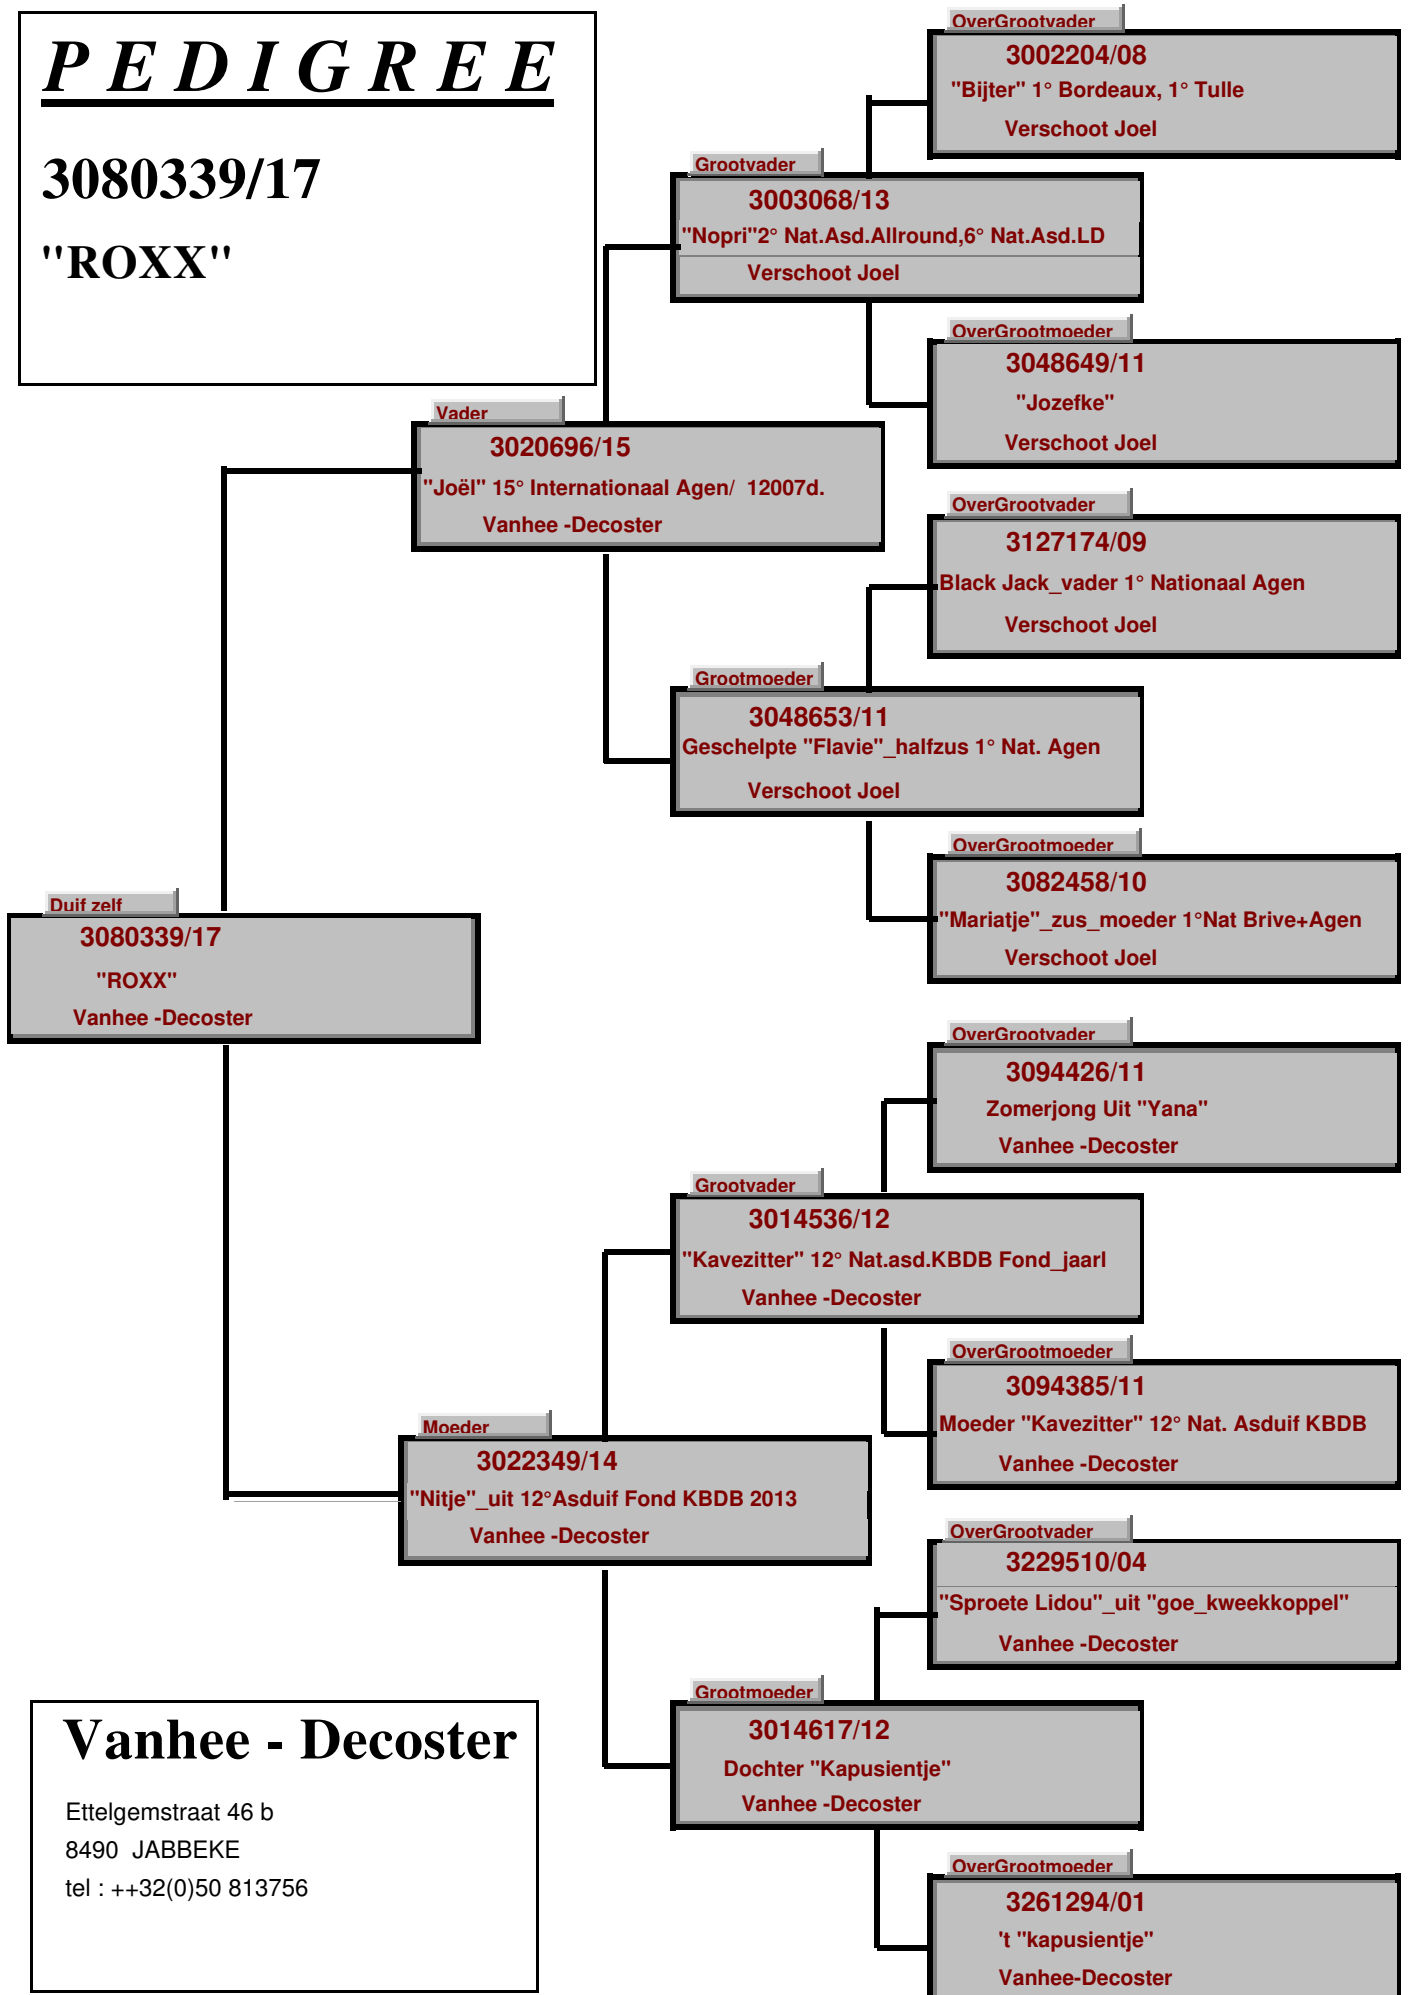 P E D I G R E E
3080339/17
"ROXX"
OverGrootvader
3002204/08
"Bijter" 1° Bordeaux, 1° Tulle
Verschoot Joel
Grootvader
3003068/13
"Nopri"2° Nat.Asd.Allround,6° Nat.Asd.LD
Verschoot Joel
OverGrootmoeder
3048649/11
"Jozefke"
Verschoot Joel
Vader
3020696/15
"Joël" 15° Internationaal Agen/  12007d.
Vanhee -Decoster
OverGrootvader
3127174/09
Black Jack_vader 1° Nationaal Agen
Verschoot Joel
Grootmoeder
3048653/11
Geschelpte "Flavie"_halfzus 1° Nat. Agen
Verschoot Joel
OverGrootmoeder
3082458/10
"Mariatje"_zus_moeder 1°Nat Brive+Agen
Verschoot Joel
Duif zelf
3080339/17
"ROXX"
Vanhee -Decoster
OverGrootvader
3094426/11
Zomerjong Uit "Yana"
Vanhee -Decoster
Grootvader
3014536/12
"Kavezitter" 12° Nat.asd.KBDB Fond_jaarl
Vanhee -Decoster
OverGrootmoeder
3094385/11
Moeder "Kavezitter" 12° Nat. Asduif KBDB
Vanhee -Decoster
Moeder
3022349/14
"Nitje"_uit 12°Asduif Fond KBDB 2013
Vanhee -Decoster
OverGrootvader
3229510/04
"Sproete Lidou"_uit "goe_kweekkoppel"
Vanhee -Decoster
Grootmoeder
3014617/12
Dochter "Kapusientje"
Vanhee -Decoster
OverGrootmoeder
3261294/01
't "kapusientje"
Vanhee-Decoster
Vanhee - Decoster
Ettelgemstraat 46 b
8490  JABBEKE
tel : ++32(0)50 813756